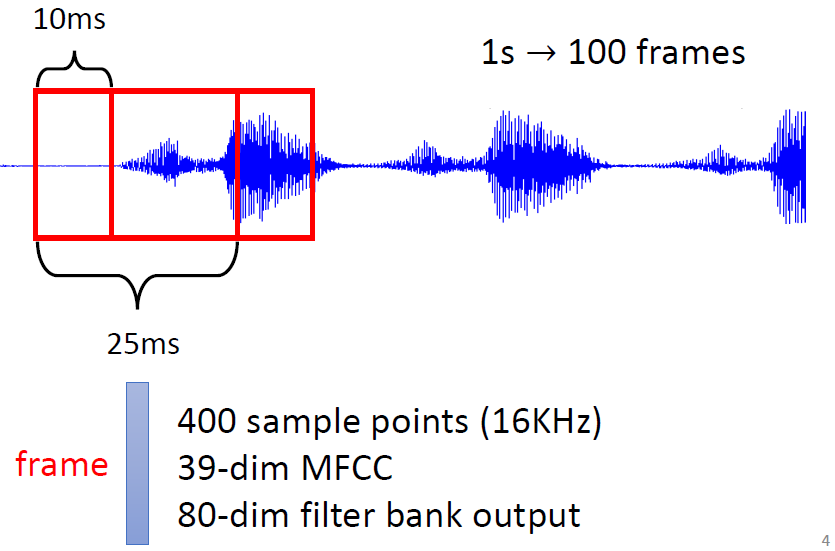 10ms
1s → 100 frames
25ms
frame
400 sample points (16KHz)
39-dim MFCC
80-dim filter bank output
4